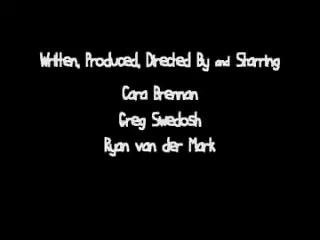 Written, Produced, Directed By and Starring
Cara Brennan
Greg Swedosh
Ryan van der Mark